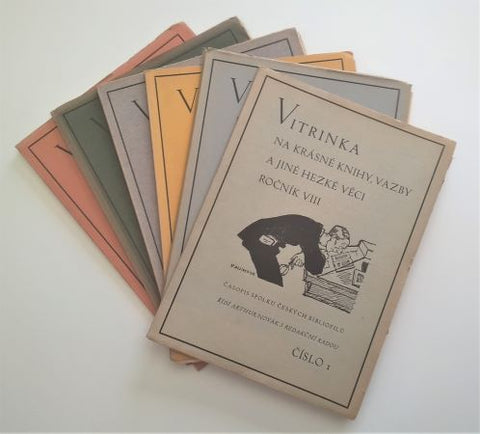 VITRINKA
NA KRÁSNÉ KNIHY, VAZBY
A JINÉ HEZKÉ VĚCI
ROČNÍK VIII
ČASOPIS SPOLKU ČESKÝCH BIBLIOFILŮ
ŘÍDÍ ARTHUR NOVÁK S REDAKČNÍ RADOU
ČÍSLO 1
V
V
V
V
V